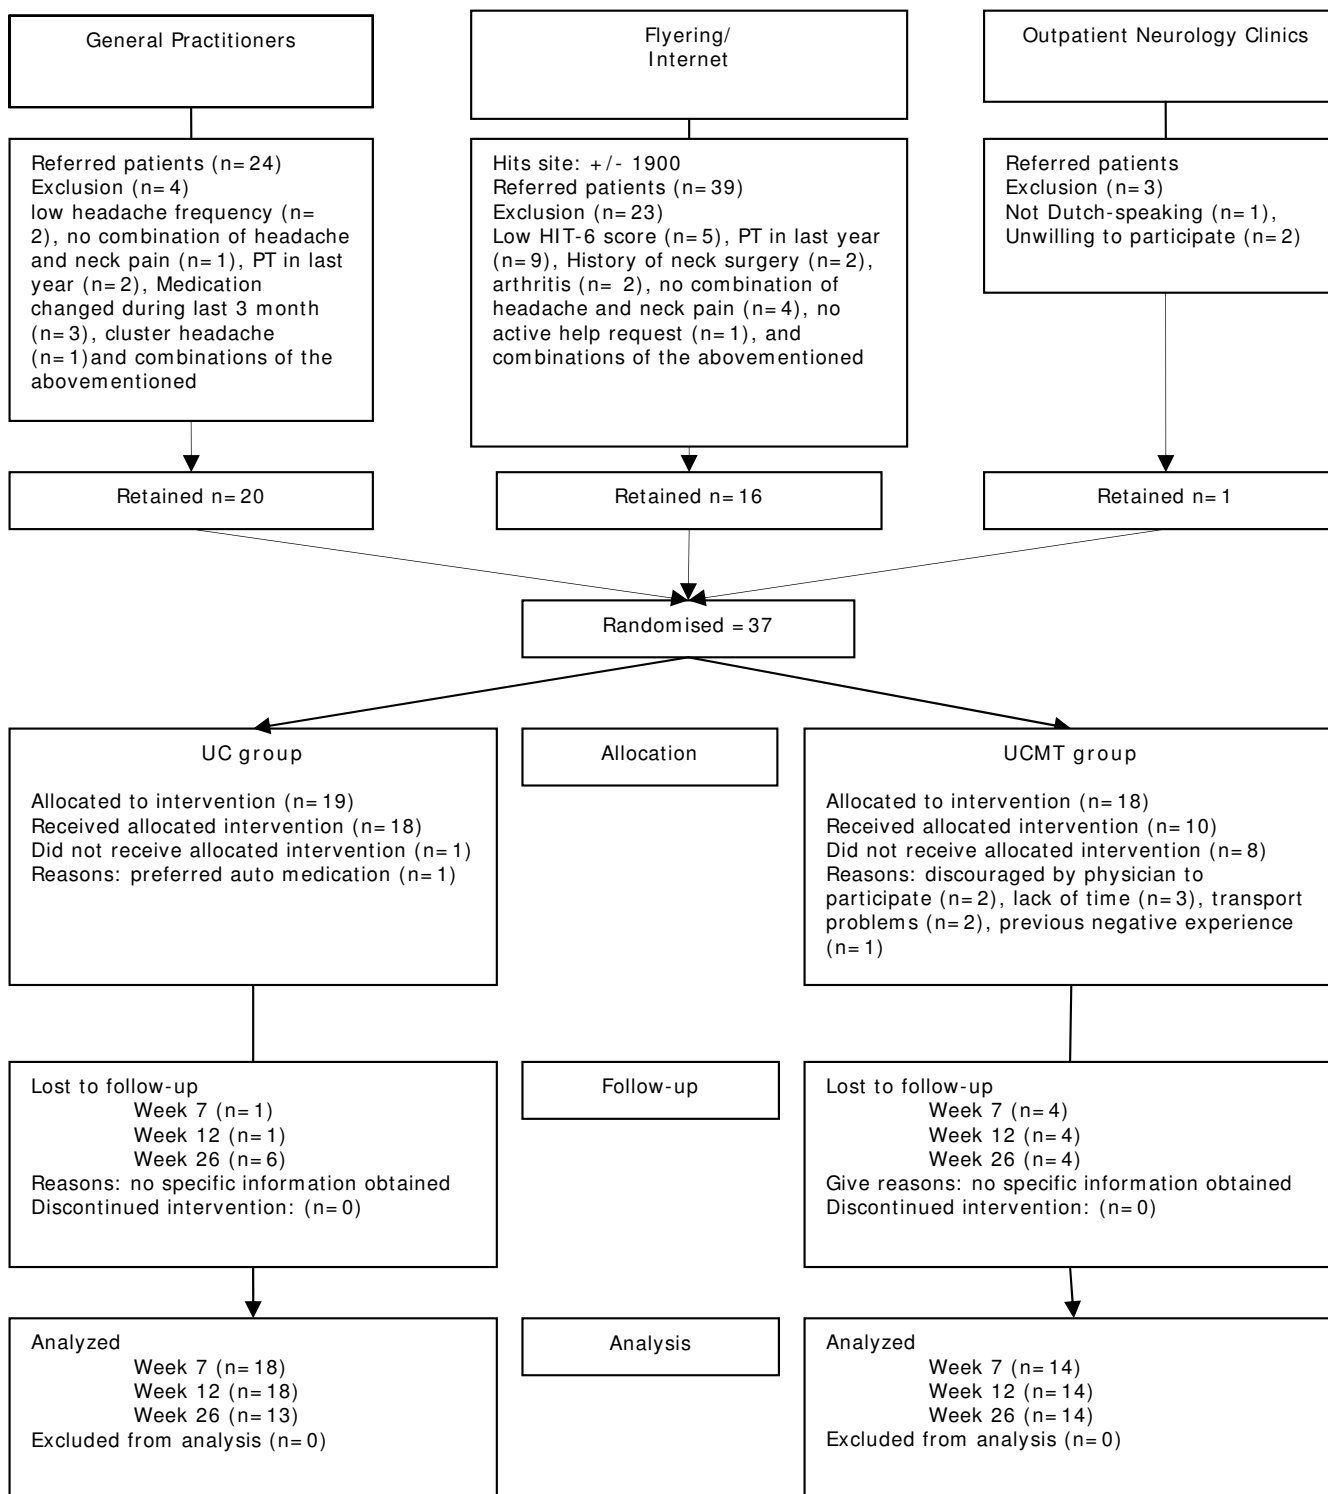 General Practitioners
Flyering/
Internet
Outpatient Neurology Clinics
Referred patients (n=24)
Exclusion (n=4)
low headache frequency (n=
2), no combination of headache
and neck pain (n=1), PT in last
year (n=2), Medication
changed during last 3 month
(n=3), cluster headache
(n=1)and combinations of the
abovementioned
Hits site: +/- 1900
Referred patients (n=39)
Exclusion (n=23)
Low HIT-6 score (n=5), PT in last year
(n=9), History of neck surgery (n=2),
arthritis (n= 2), no combination of
headache and neck pain (n=4), no
active help request (n=1), and
combinations of the abovementioned
Referred patients
Exclusion (n=3)
Not Dutch-speaking (n=1),
Unwilling to participate (n=2)
Retained n=20
Retained n=16
Retained n=1
Randomised =37
UC group
Allocated to intervention (n=19)
Received allocated intervention (n=18)
Did not receive allocated intervention (n=1)
Reasons: preferred auto medication (n=1)
Allocation
UCMT group
Allocated to intervention (n=18)
Received allocated intervention (n=10)
Did not receive allocated intervention (n=8)
Reasons: discouraged by physician to
participate (n=2), lack of time (n=3), transport
problems (n=2), previous negative experience
(n=1)
Lost to follow-up
Week 7 (n=1)
Week 12 (n=1)
Week 26 (n=6)
Reasons: no specific information obtained
Discontinued intervention: (n=0)
Follow-up
Lost to follow-up
Week 7 (n=4)
Week 12 (n=4)
Week 26 (n=4)
Give reasons: no specific information obtained
Discontinued intervention: (n=0)
Analyzed
Week 7 (n=18)
Week 12 (n=18)
Week 26 (n=13)
Excluded from analysis (n=0)
Analysis
Analyzed
Week 7 (n=14)
Week 12 (n=14)
Week 26 (n=14)
Excluded from analysis (n=0)